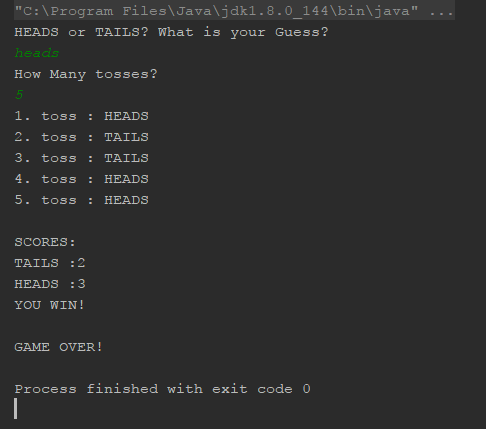 "C:\Program Files\Java\jdk1.8.0_144\bin\java" ...
HEADS or TAILS? What is your Guess?
heads
How Many tosses?
5
1. toss : HEADS
2. toss : TAILS
3. toss : TAILS
4. toss : HEADS
5. toss : HEADS
SCORES:
TAILS :2
HEADS :3
YOU WIN!
GAME OVER!
Process finished with exit code 0